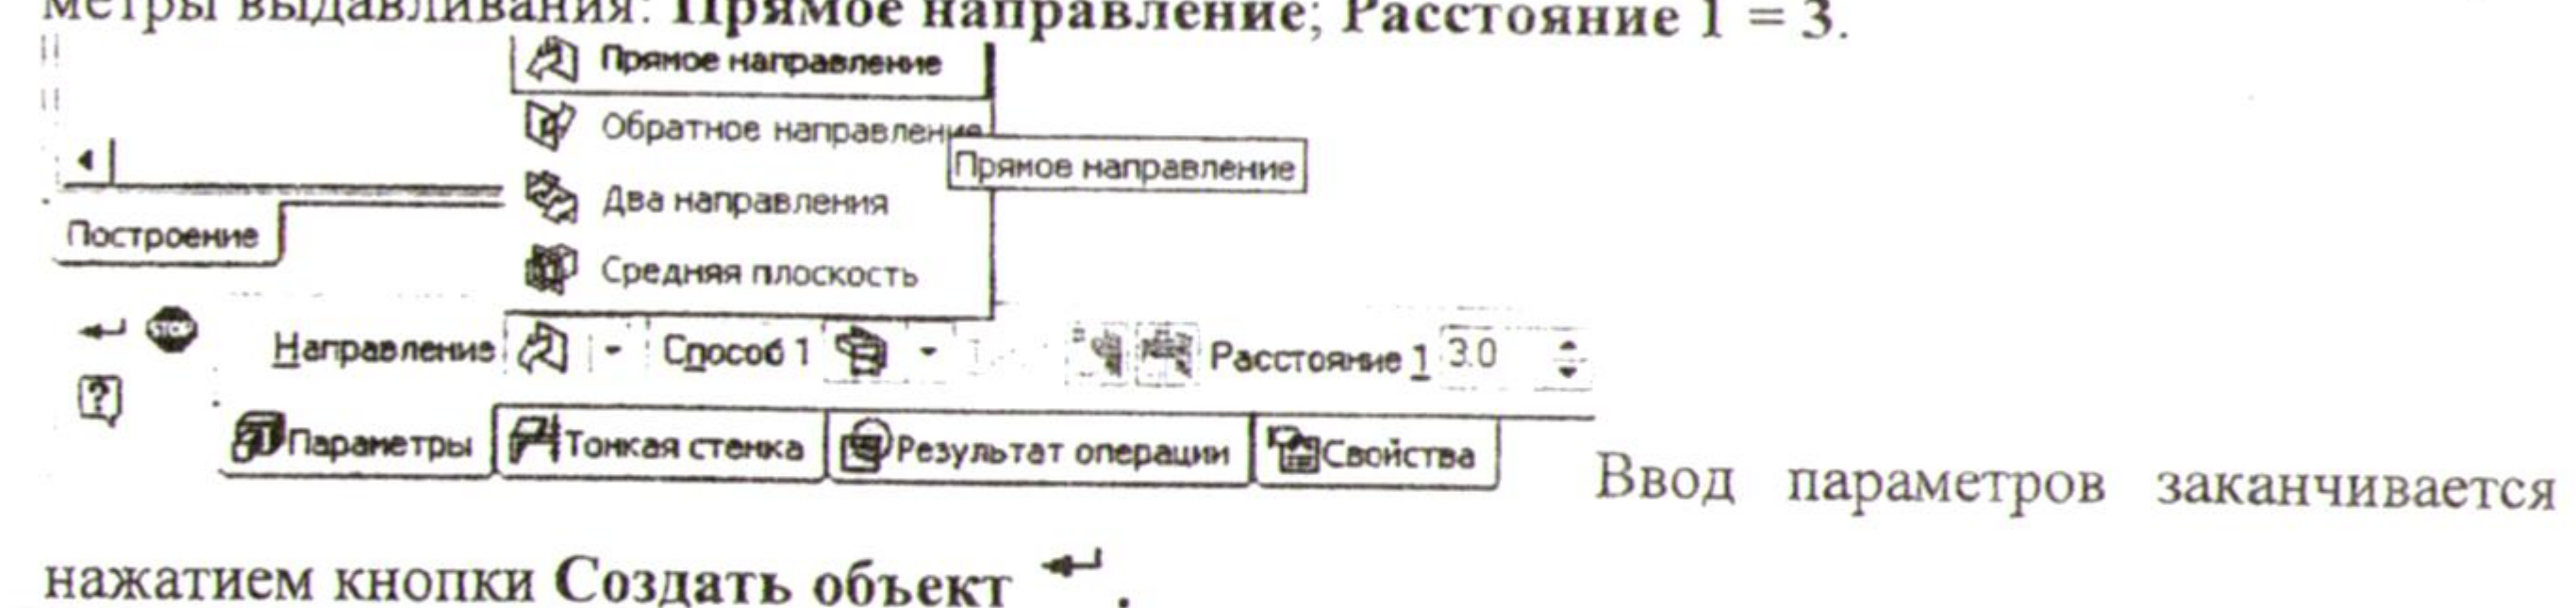 метры выдавливания: Прямое направление; Расстояние 1 = 3.
Прямое направление
Обратное направление
Прямое направление
Два направления
Построение
Средняя плоскость
STOP
Направление Способ 1 Расстояние 1 3.0
?
Параметры Тонкая стенка Результат операции Свойства
Ввод параметров заканчивается
нажатием кнопки Создать объект .